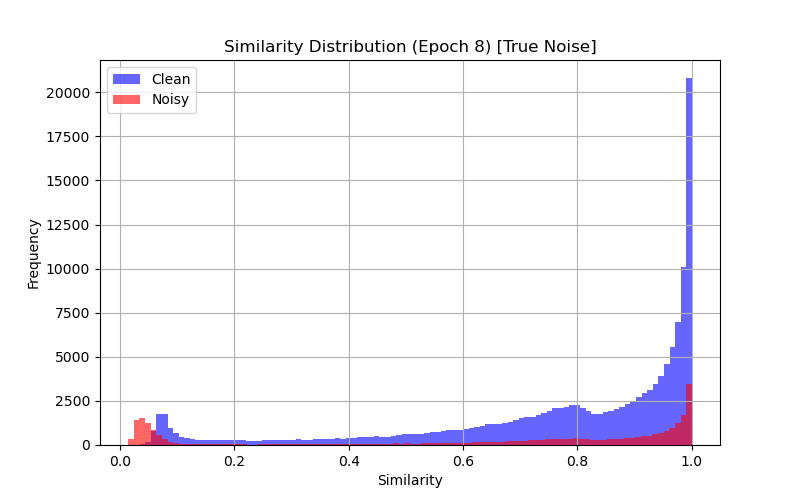 Similarity Distribution (Epoch 8) [True Noise]
Clean
Noisy
Frequency
20000
17500
15000
12500
10000
7500
5000
2500
0
0.0 0.2 0.4 0.6 0.8 1.0
Similarity